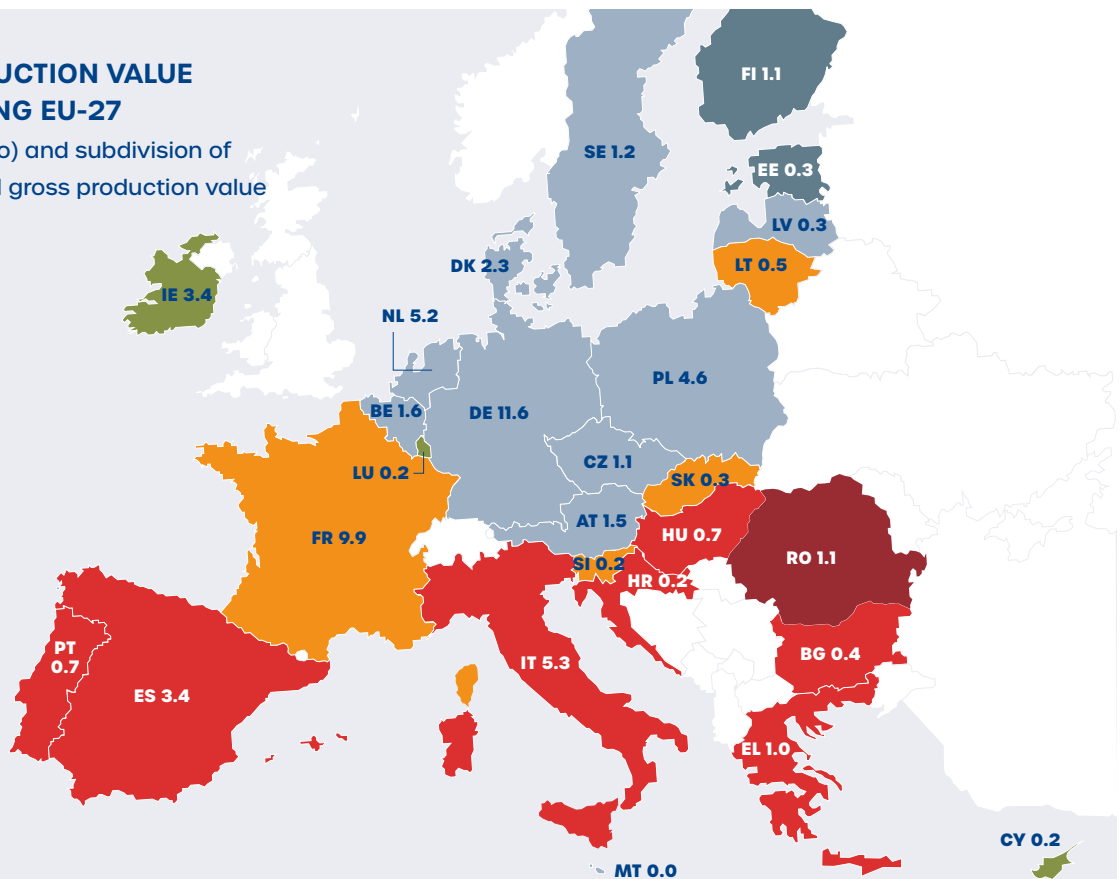 UCTION VALUE
NG EU-27
o) and subdivision of
gross production value
FI 1.1
SE 1.2
EE 0.3
LV 0.3
DK 2.3
LT 0.5
IE 3.4
NL 5.2
PL 4.6
BE 1.6
DE 11.6
CZ 1.1
LU 0.2
SK 0.3
AT 1.5
HU 0.7
FR 9.9
RO 1.1
SI 0.2
HR 0.2
PT
0.7
BG 0.4
IT 5.3
ES 3.4
EL 1.0
CY 0.2
MT 0.0